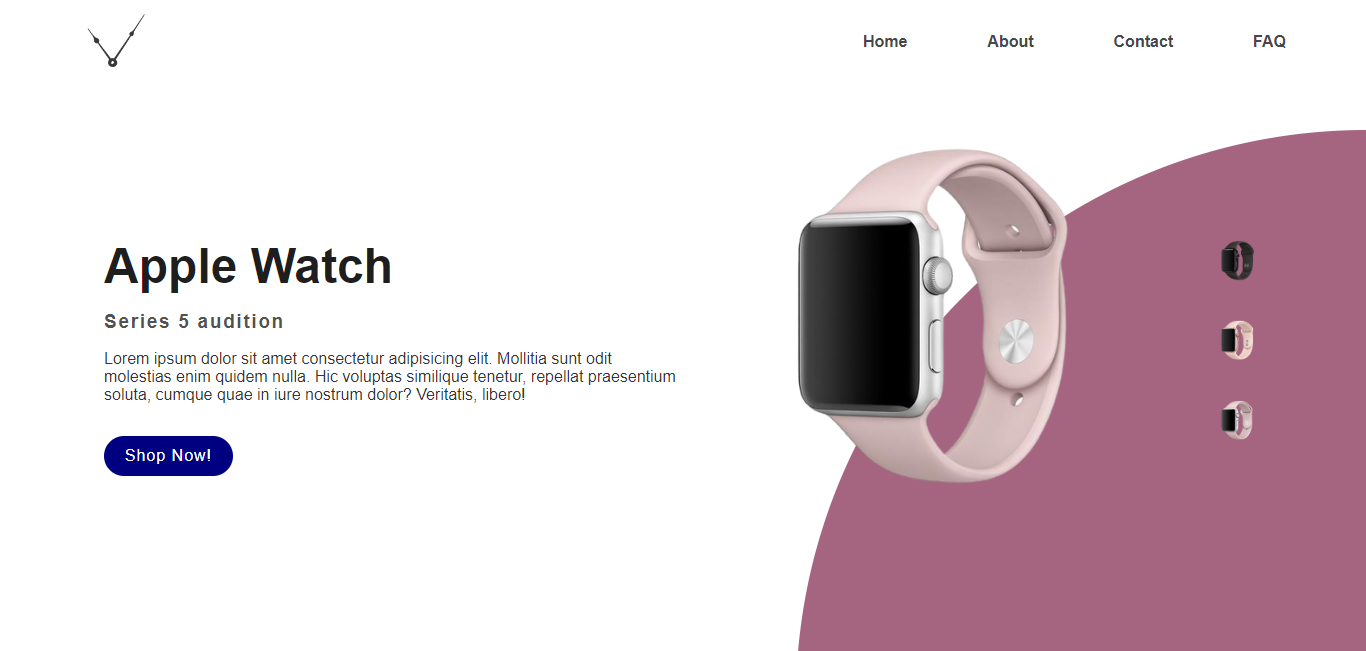 Home About Contact FAQ
Apple Watch
Series 5 audition
Lorem ipsum dolor sit amet consectetur adipisicing elit. Mollitia sunt odit
molestias enim quidem nulla. Hic voluptas similique tenetur, repellat praesentium
soluta, cumque quae in iure nostrum dolor? Veritatis, libero!
Shop Now!